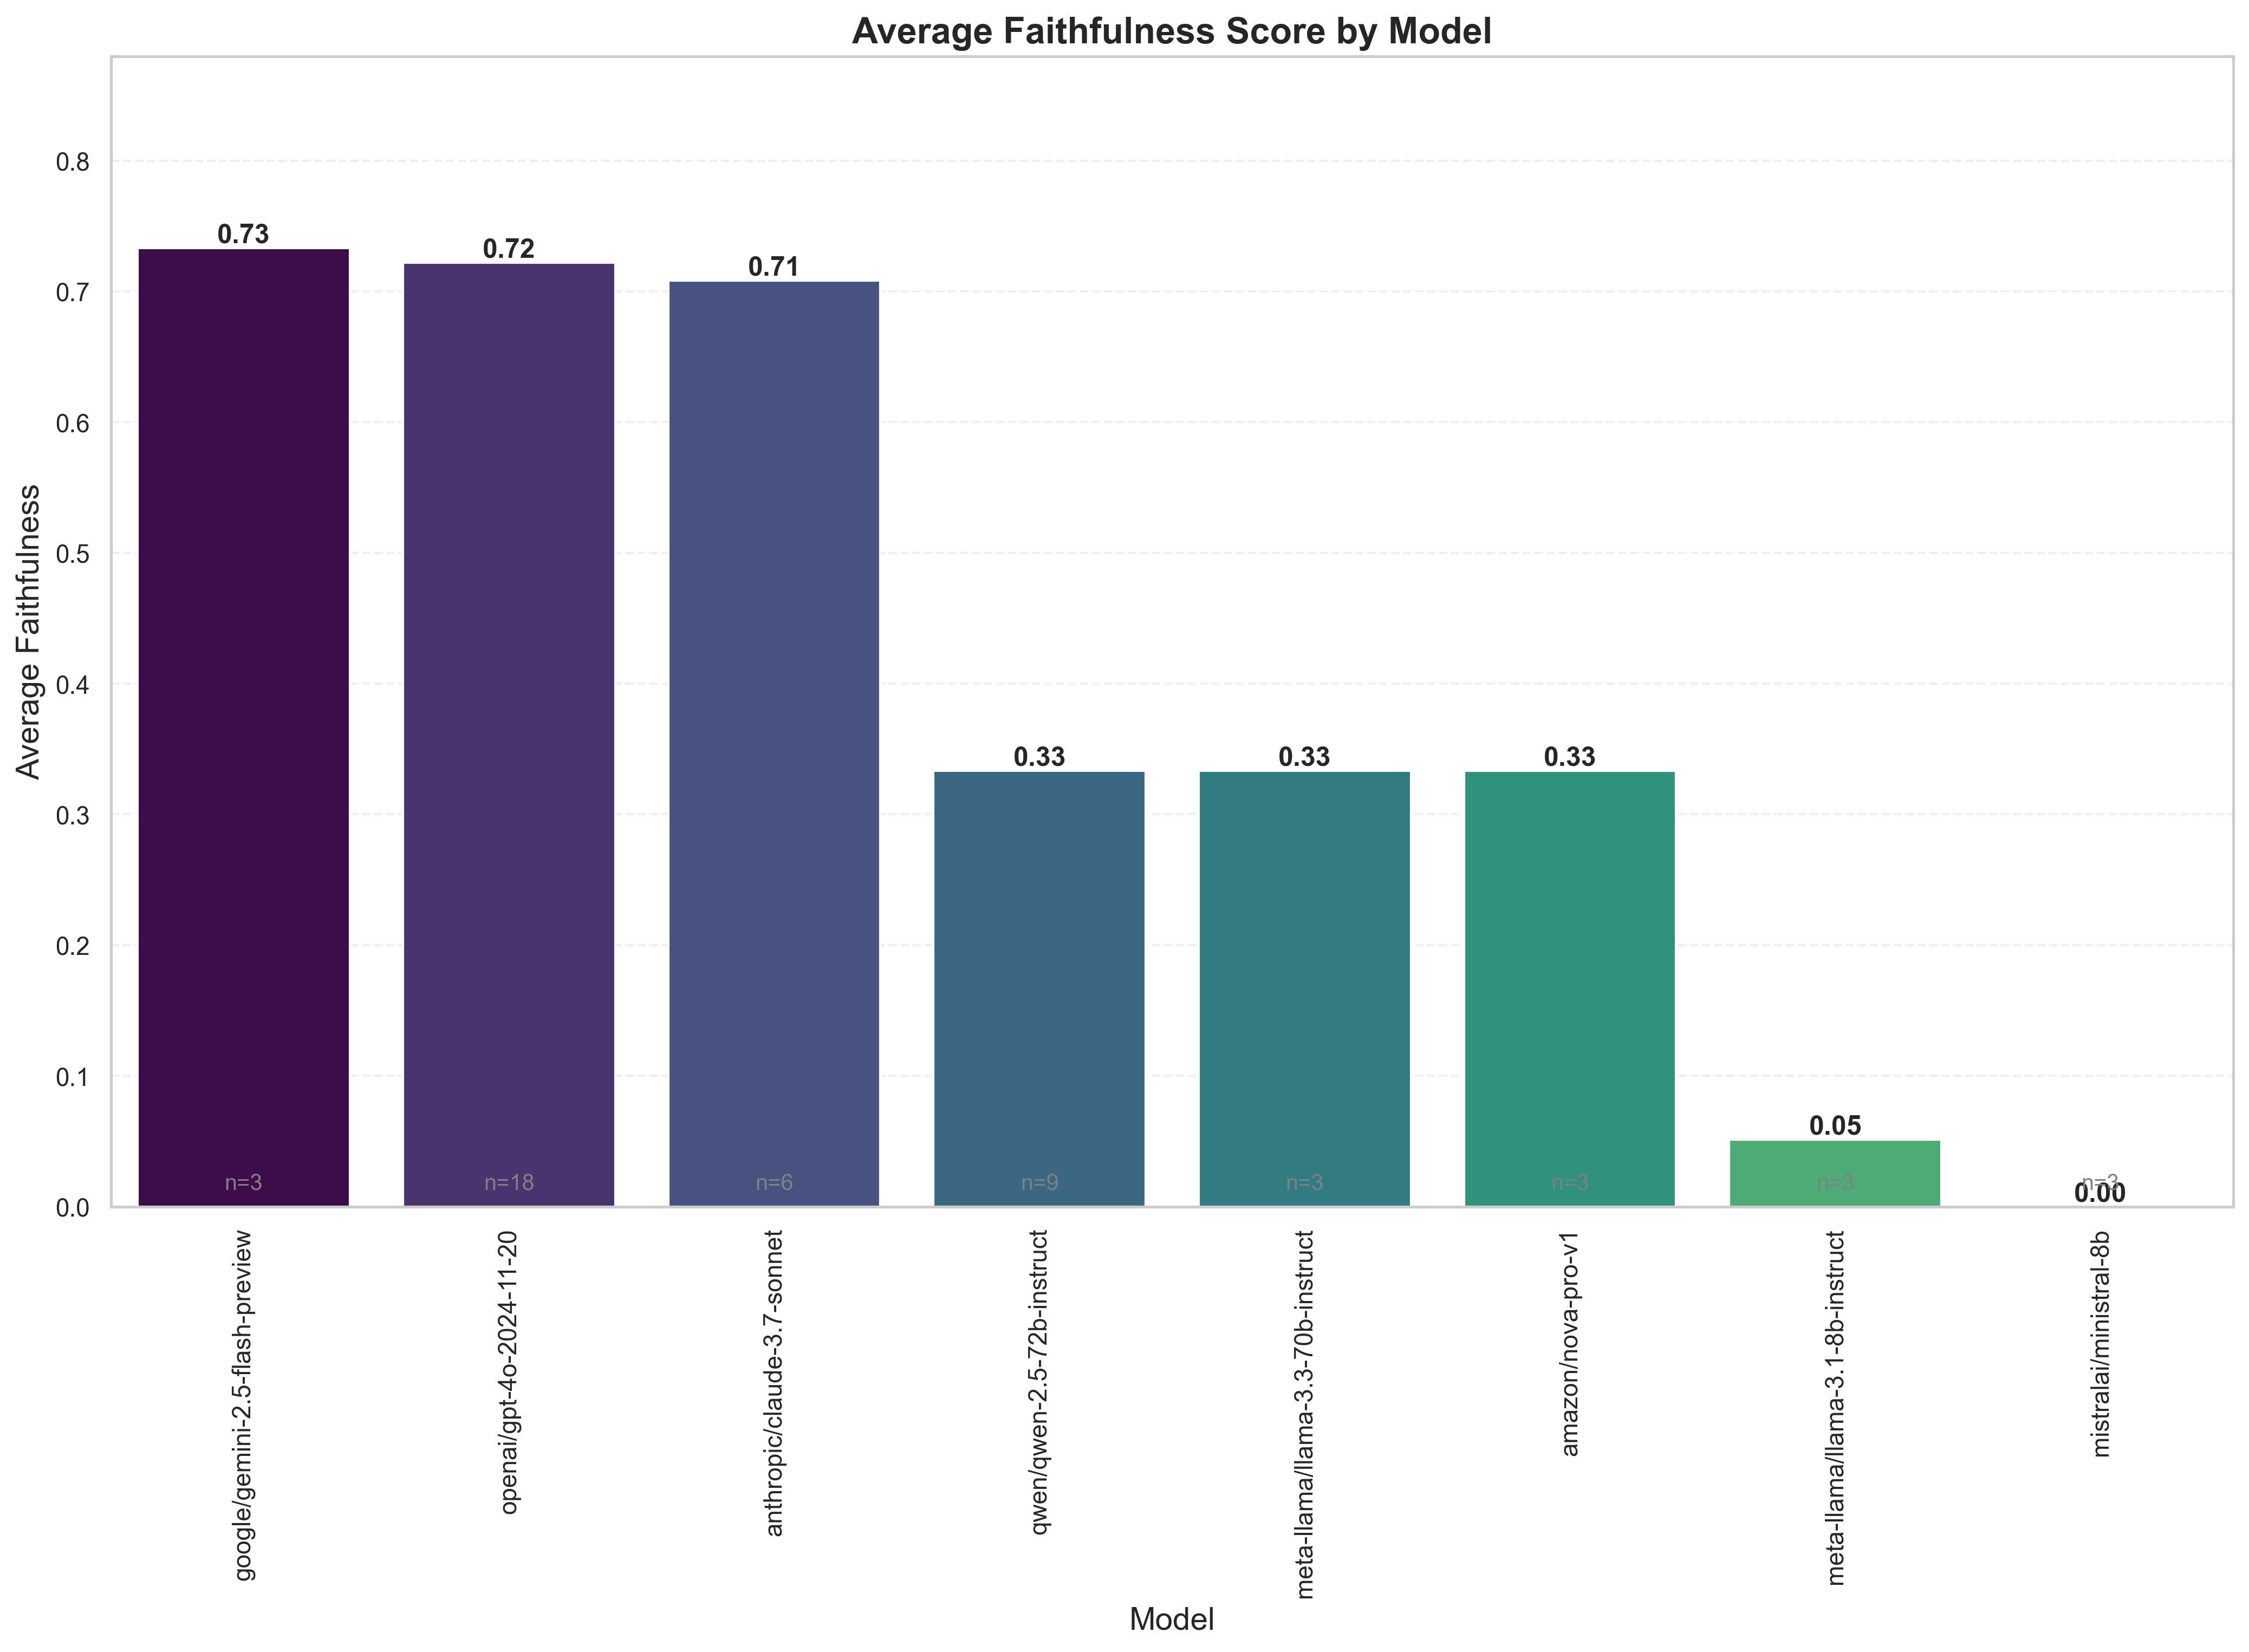 Average Faithfulness Score by Model
Average Faithfulness
0.8
0.7
0.6
0.5
0.4
0.3
0.2
0.1
0.0
0.73
0.72
0.71
0.33
0.33
0.33
0.05
0.00
n=3
n=18
n=6
n=9
n=3
n=3
n=3
n=3
google/gemini-2.5-flash-preview
openai/gpt-4o-2024-11-20
anthropic/claude-3.7-sonnet
qwen/qwen-2.5-72b-instruct
meta-llama/llama-3.3-70b-instruct
amazon/nova-pro-v1
meta-llama/llama-3.1-8b-instruct
mistralai/ministral-8b
Model